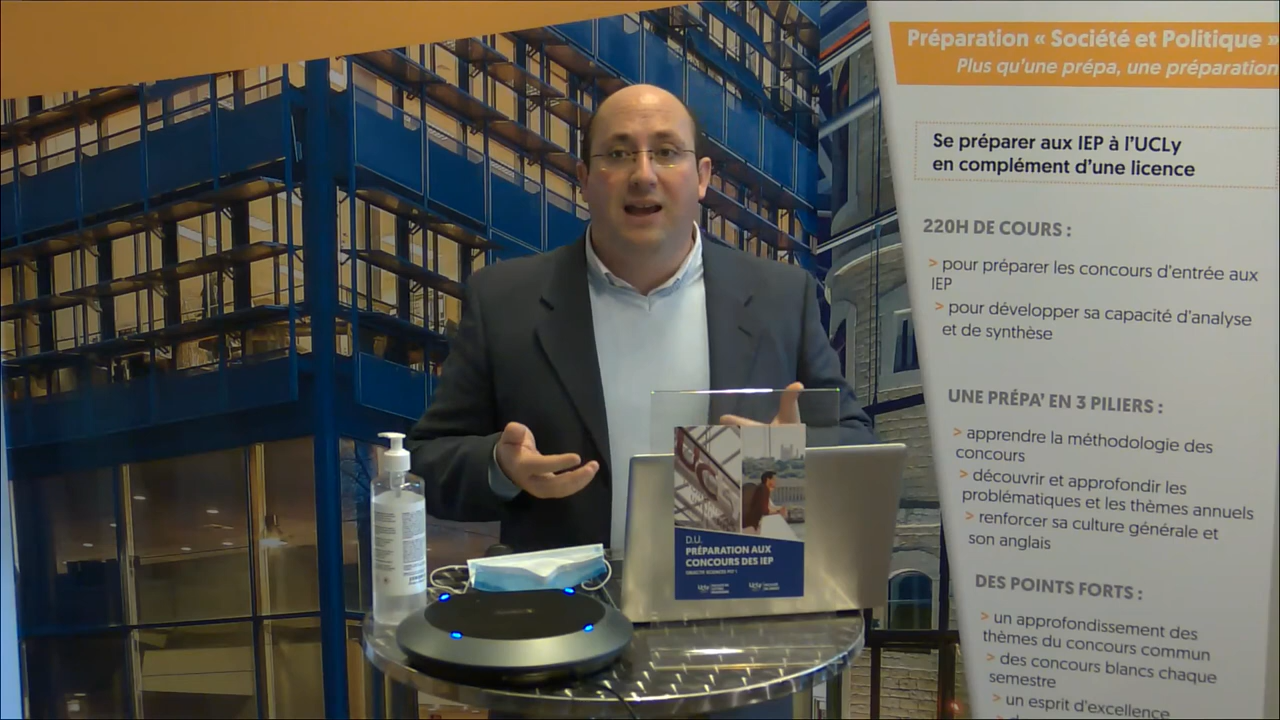 Préparation « Société et Politique »
Plus qu'une prépa, une préparation
Se préparer aux IEP à l'UCLy
en complément d'une licence
220H DE COURS :
> pour préparer les concours d'entrée aux
IEP
> pour développer sa capacité d'analyse
et de synthèse
UNE PRÉPA' EN 3 PILIERS :
> apprendre la méthodologie des
concours
> découvrir et approfondir les
problématiques et les thèmes annuels
> renforcer sa culture générale et
son anglais
DES POINTS FORTS :
> un approfondissement des
thèmes du concours commun
> des concours blancs chaque
semestre
> un esprit d'excellence
D.U.
PRÉPARATION AUX
CONCOURS DES IEP
UCLy
UCLy